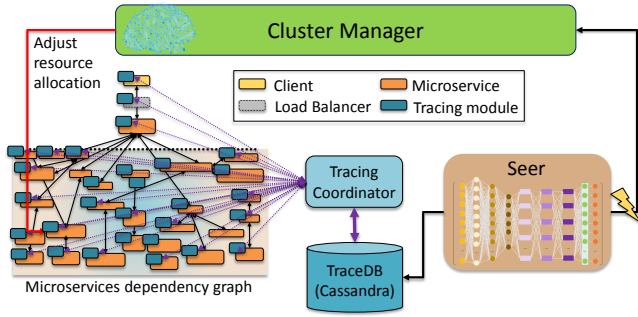 Cluster Manager
Adjust
resource
allocation
Client
Microservice
Load Balancer
Tracing module
Tracing
Coordinator
Seer
TraceDB
(Cassandra)
Microservices dependency graph